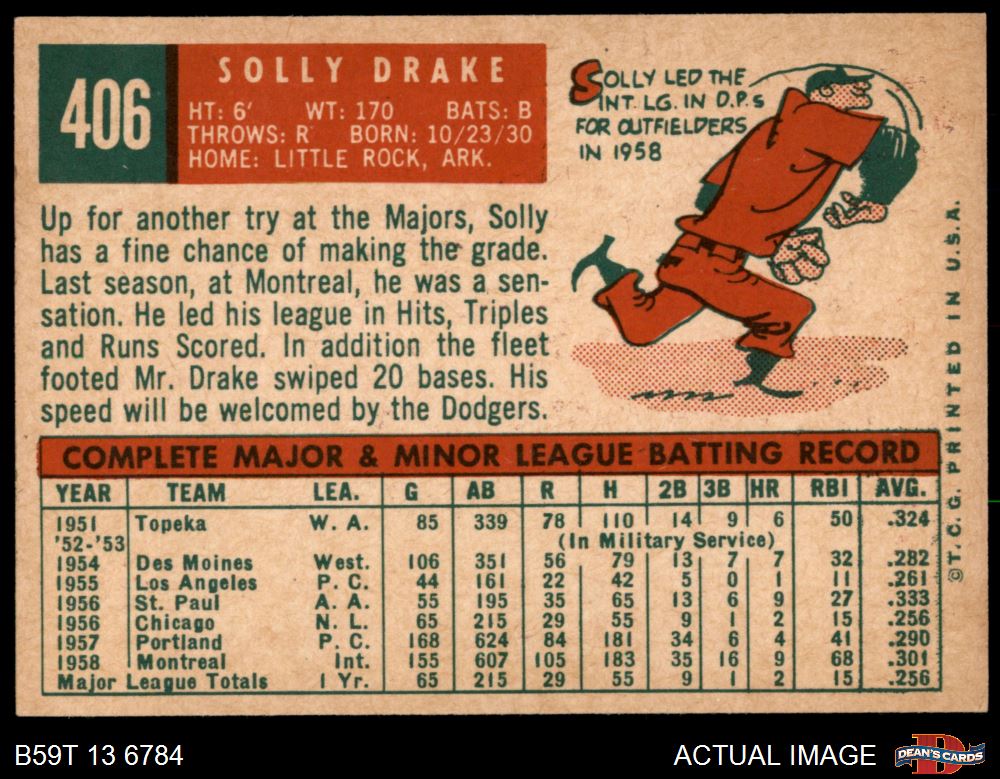 406
SOLLY DRAKE
HT: 6' WT: 170 BATS: B
THROWS: R BORN: 10/23/30
HOME: LITTLE ROCK, ARK.
SOLLY LED THE
INT. LG. IN D.P.s
FOR OUTFIELDERS
IN 1958
Up for another try at the Majors, Solly
has a fine chance of making the grade.
Last season, at Montreal, he was a sen-
sation. He led his league in Hits, Triples
and Runs Scored. In addition the fleet
footed Mr. Drake swiped 20 bases. His
speed will be welcomed by the Dodgers.
COMPLETE MAJOR & MINOR LEAGUE BATTING RECORD
YEAR TEAM LEA. G AB R H 2B 3B HR RBI AVG.
1951 Topeka W. A. 85 339 78 110 14 9 6 50 .324
'52-'53 (In Military Service)
1954 Des Moines West. 106 351 56 79 13 7 7 32 .282
1955 Los Angeles P. C. 44 161 22 42 5 0 1 11 .261
1956 St. Paul A. A. 55 195 35 65 13 6 9 27 .333
1956 Chicago N. L. 65 215 29 55 9 1 2 15 .256
1957 Portland P. C. 168 624 84 181 34 6 4 41 .290
1958 Montreal Int. 155 607 105 183 35 16 9 68 .301
Major League Totals 1 Yr. 65 215 29 55 9 1 2 15 .256
©T.C.G. PRINTED IN U.S.A.
B59T 13 6784
ACTUAL IMAGE
D
DEAN'S CARDS